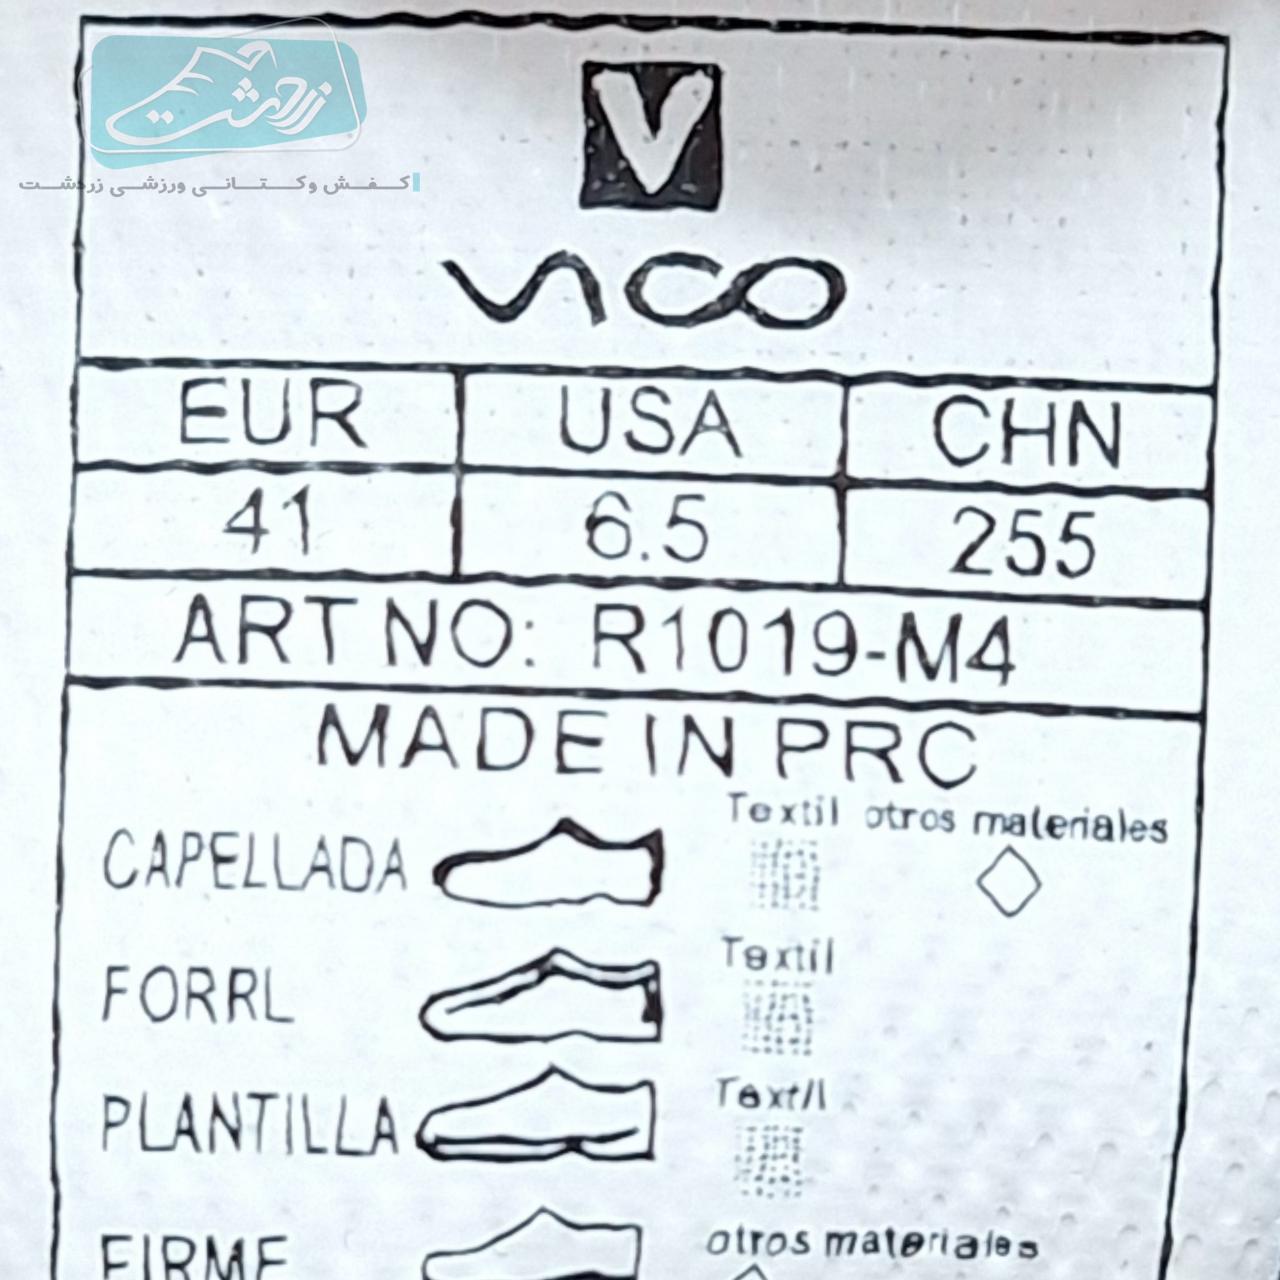 زردشت
کفش و کتانی ورزشی زردشت
V
vico
EUR USA CHN
41 6.5 255
ART NO: R1019-M4
MADE IN PRC
Textil otros materiales
CAPELLADA
Textil
FORRL
Textil
PLANTILLA
otros materiales
FIRME